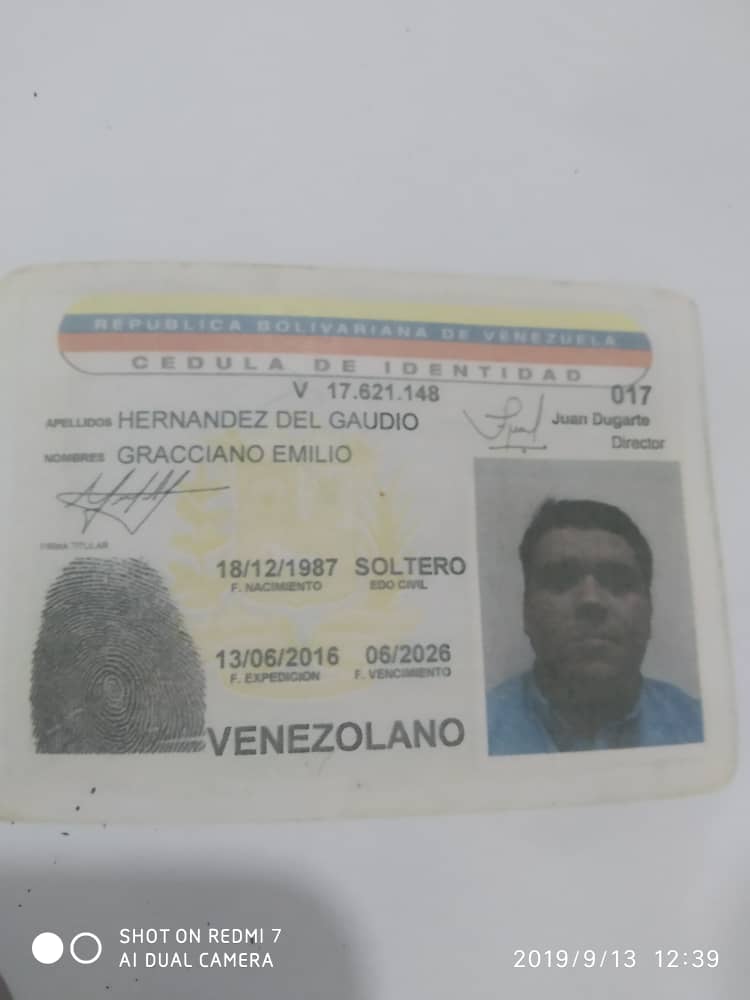 REPUBLICA BOLIVARIANA DE VENEZUELA
CEDULA DE IDENTIDAD
V 17.621.148
017
APELLIDOS HERNANDEZ DEL GAUDIO
Juan Dugarte
Director
NOMBRES GRACCIANO EMILIO
FIRMA TITULAR
18/12/1987 SOLTERO
F. NACIMIENTO EDO CIVIL
13/06/2016 06/2026
F. EXPEDICION F. VENCIMIENTO
VENEZOLANO
SHOT ON REDMI 7
AI DUAL CAMERA
2019/9/13 12:39